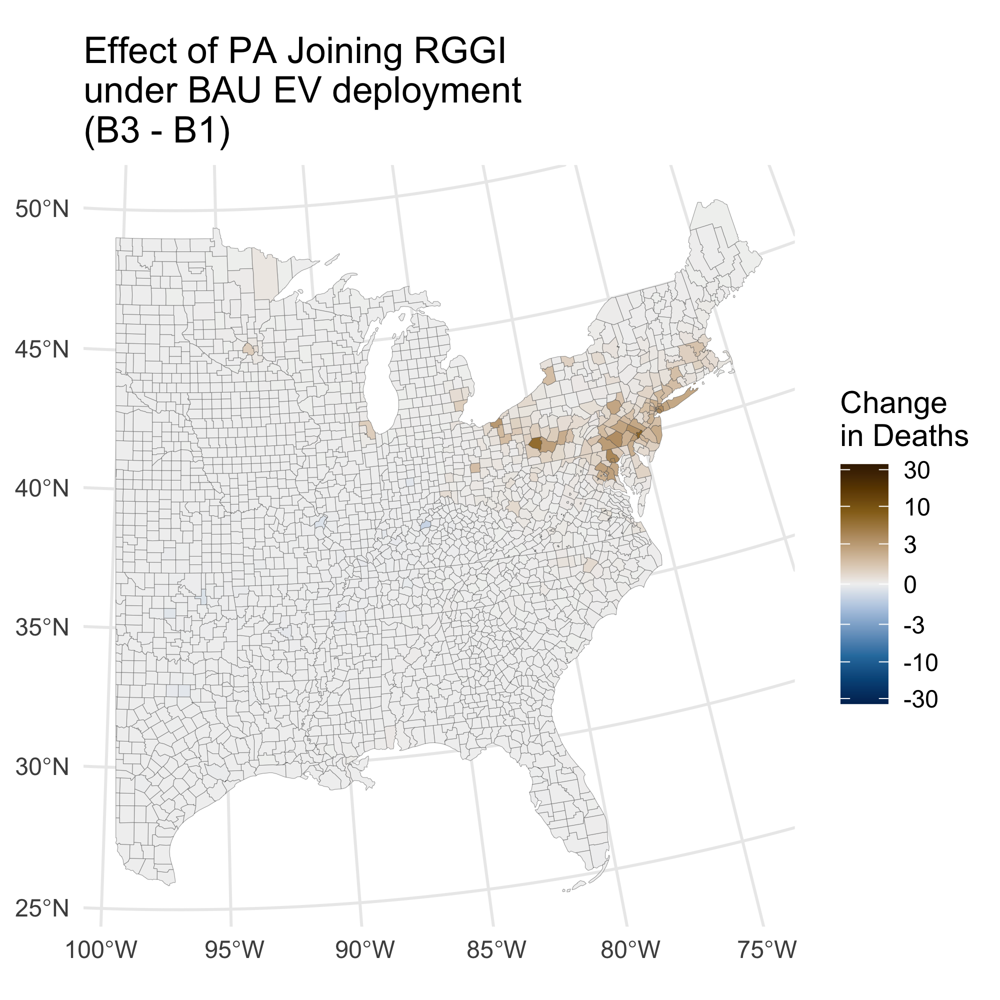 Effect of PA Joining RGGI
under BAU EV deployment
(B3 - B1)
50°N
45°N
40°N
35°N
30°N
25°N
100°W
95°W
90°W
85°W
80°W
75°W
Change
in Deaths
30
10
3
0
-3
-10
-30